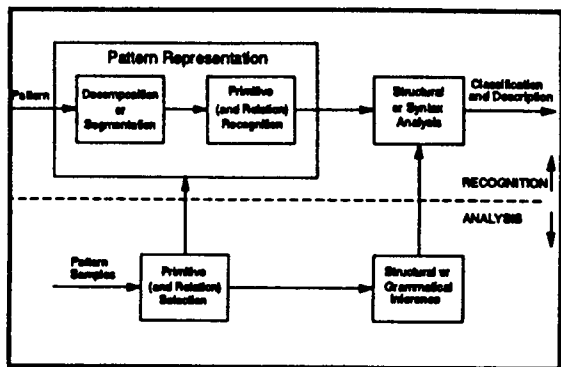 Pattern Representation
Pattern
Decomposition
or
Segmentation
Primitive
(and Relation)
Recognition
Structural
or Syntax
Analysis
Classification
and Description
RECOGNITION
ANALYSIS
Pattern
Samples
Primitive
(and Relation)
Selection
Structural or
Grammatical
Inference